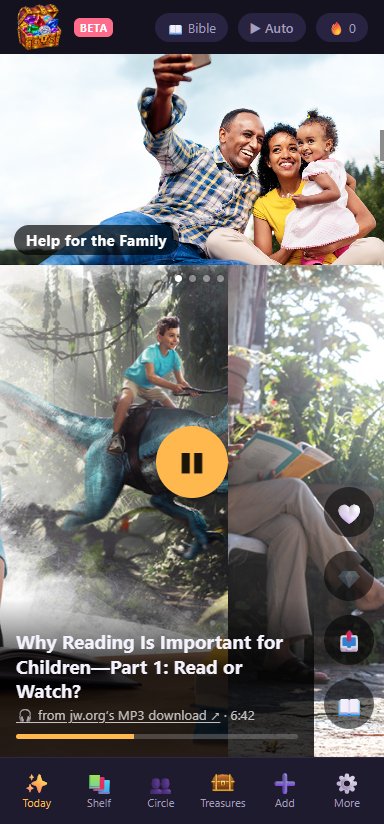 BETA
📖 Bible
▶ Auto
🔥 0
Help for the Family
Why Reading Is Important for
Children—Part 1: Read or
Watch?
🎧 from jw.org's MP3 download ↗ · 6:42
Today
Shelf
Circle
Treasures
Add
More